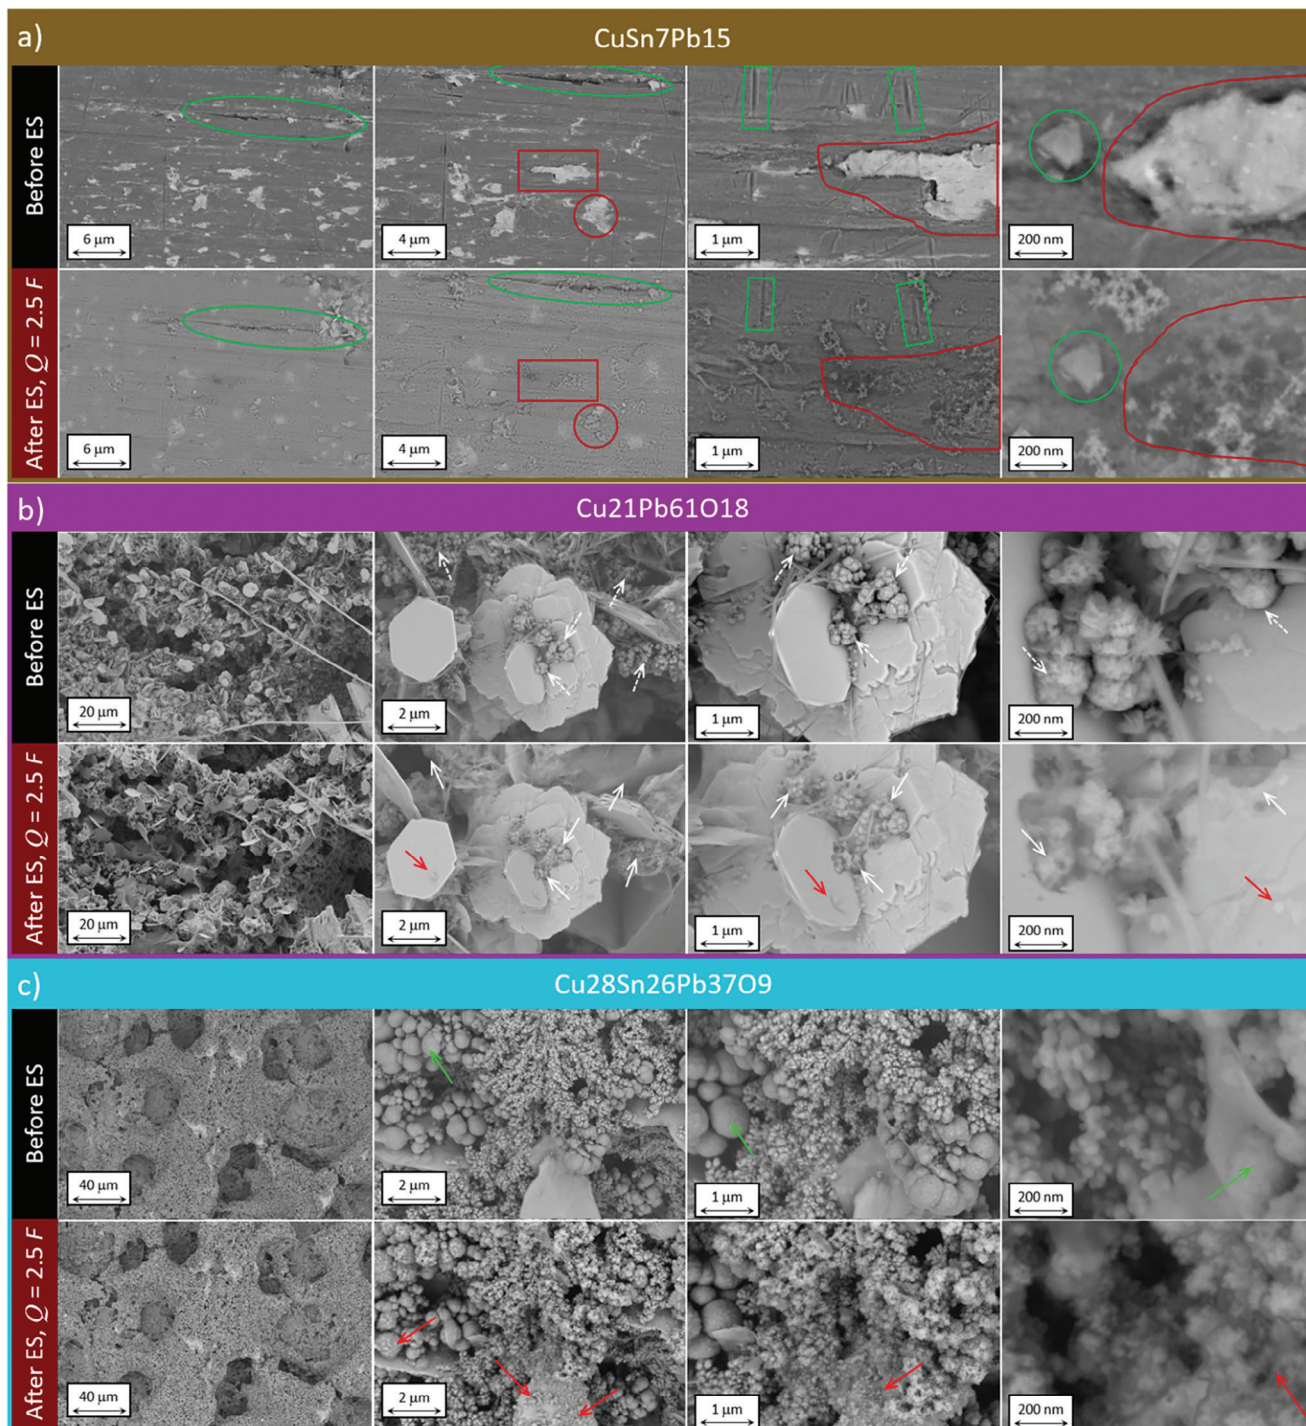 a)
CuSn7Pb15
Before ES
6 µm
4 µm
1 µm
200 nm
After ES, Q = 2.5 F
6 µm
4 µm
1 µm
200 nm
b)
Cu21Pb61O18
Before ES
20 µm
2 µm
1 µm
200 nm
After ES, Q = 2.5 F
20 µm
2 µm
1 µm
200 nm
c)
Cu28Sn26Pb37O9
Before ES
40 µm
2 µm
1 µm
200 nm
After ES, Q = 2.5 F
40 µm
2 µm
1 µm
200 nm